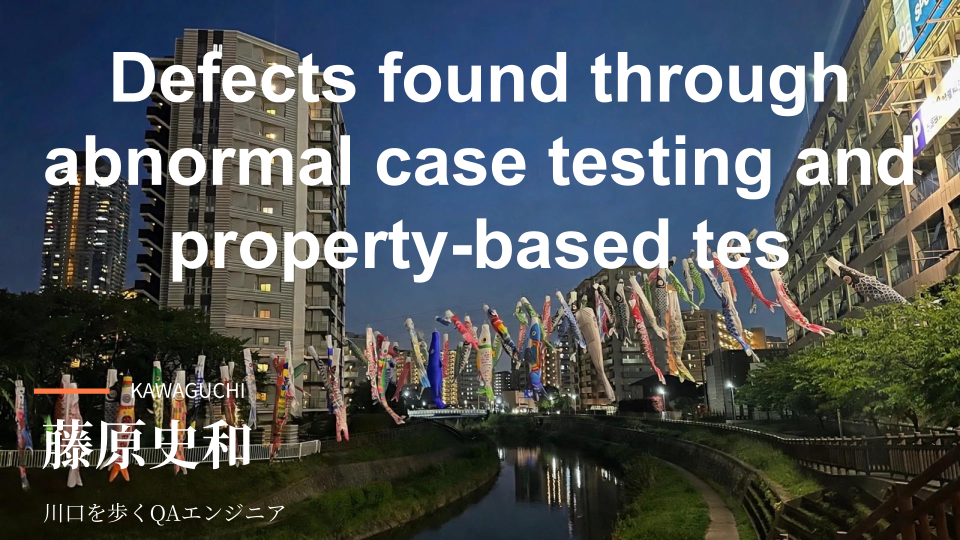 Defects found through
abnormal case testing and
property-based tes
KAWAGUCHI
藤原史和
川口を歩くQAエンジニア
P